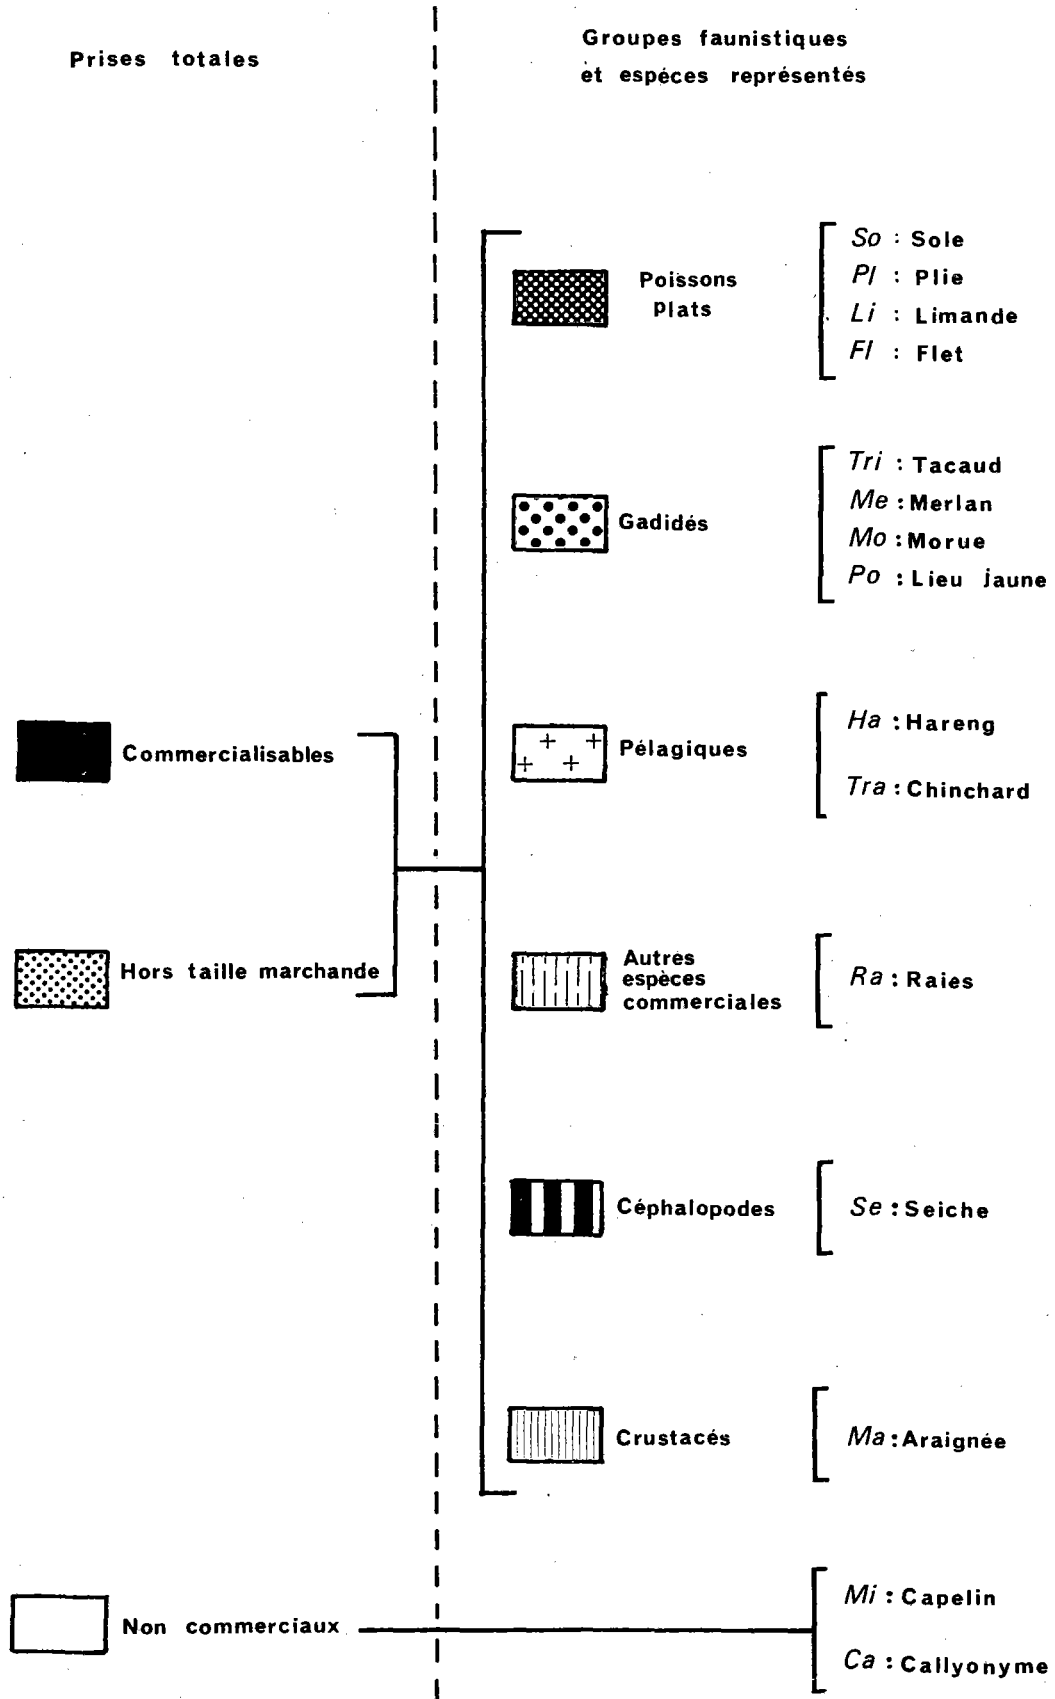 Prises totales
Groupes faunistiques
et espèces représentés
Poissons
plats
So : Sole
Pl : Plie
Li : Limande
Fl : Flet
Gadidés
Tri : Tacaud
Me : Merlan
Mo : Morue
Po : Lieu jaune
Commercialisables
Pélagiques
Ha : Hareng
Tra : Chinchard
Hors taille marchande
Autres
espèces
commerciales
Ra : Raies
Céphalopodes
Se : Seiche
Crustacés
Ma : Araignée
Non commerciaux
Mi : Capelin
Ca : Callyonyme